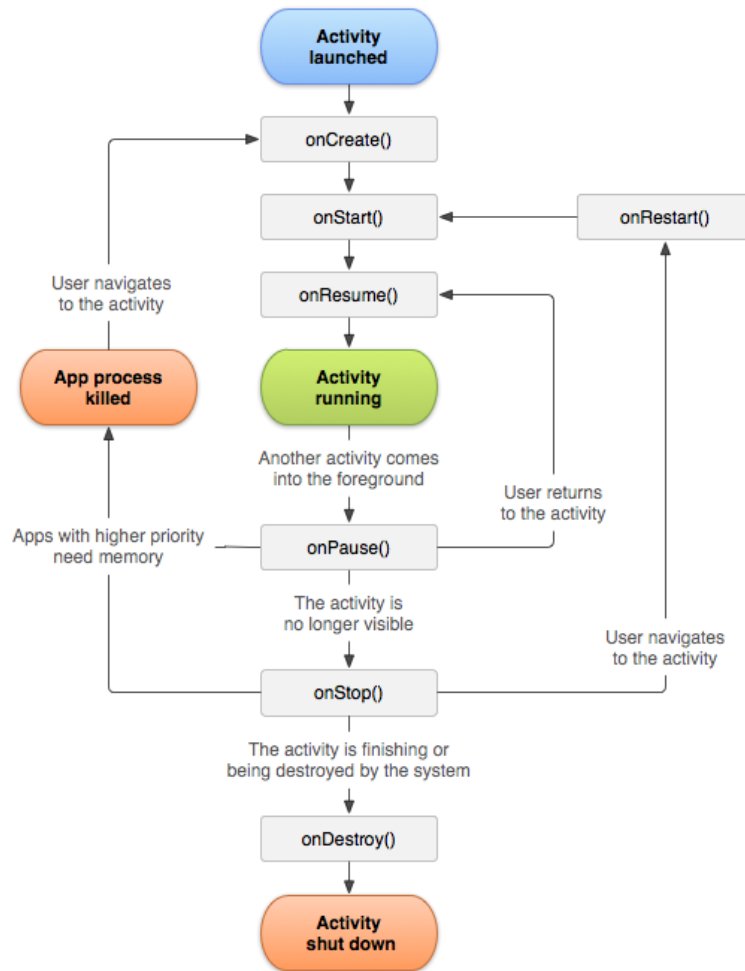 Activity
launched
onCreate()
onStart()
onRestart()
User navigates
to the activity
onResume()
App process
killed
Activity
running
Another activity comes
into the foreground
User returns
to the activity
Apps with higher priority
need memory
onPause()
The activity is
no longer visible
User navigates
to the activity
onStop()
The activity is finishing or
being destroyed by the system
onDestroy()
Activity
shut down